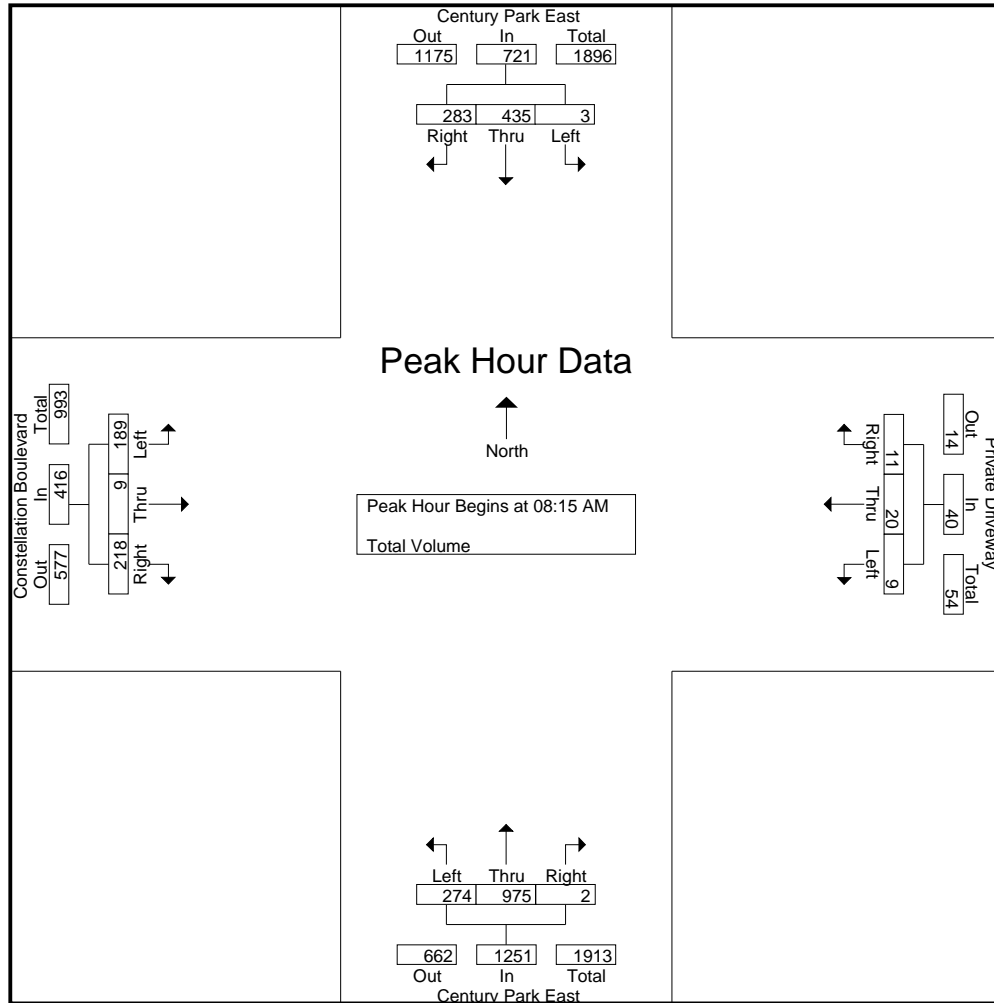 Century Park East
Out In Total
1175 721 1896
283 435 3
Right Thru Left
Peak Hour Data
North
Peak Hour Begins at 08:15 AM
Total Volume
Constellation Boulevard
Out In Total
577 416 993
189 9 218
Left Thru Right
Private Driveway
Out In Total
14 40 54
Right Thru Left
11 20 9
Left Thru Right
274 975 2
662 1251 1913
Out In Total
Century Park East